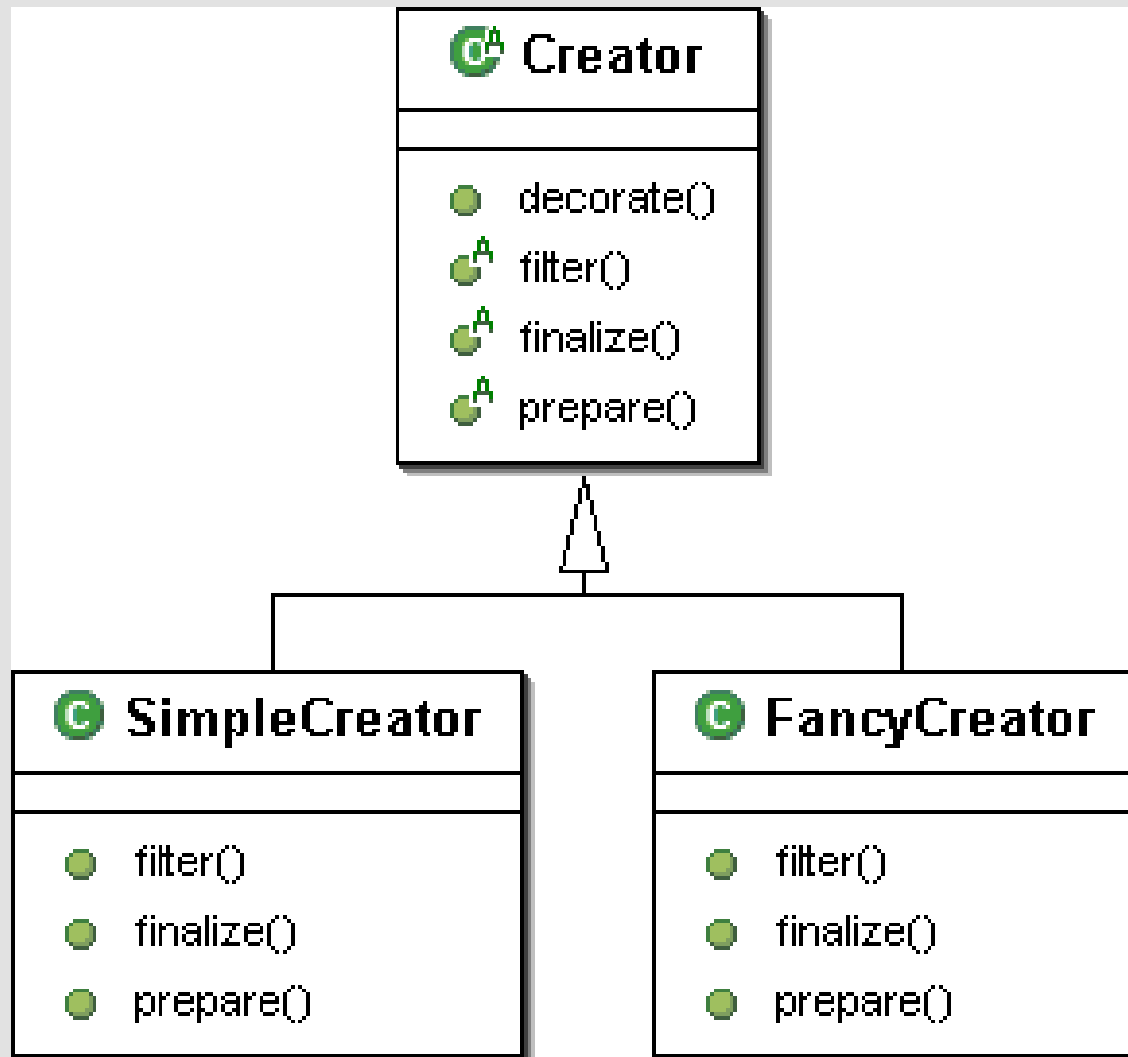 Creator
decorate()
filter()
finalize()
prepare()
SimpleCreator
filter()
finalize()
prepare()
FancyCreator
filter()
finalize()
prepare()